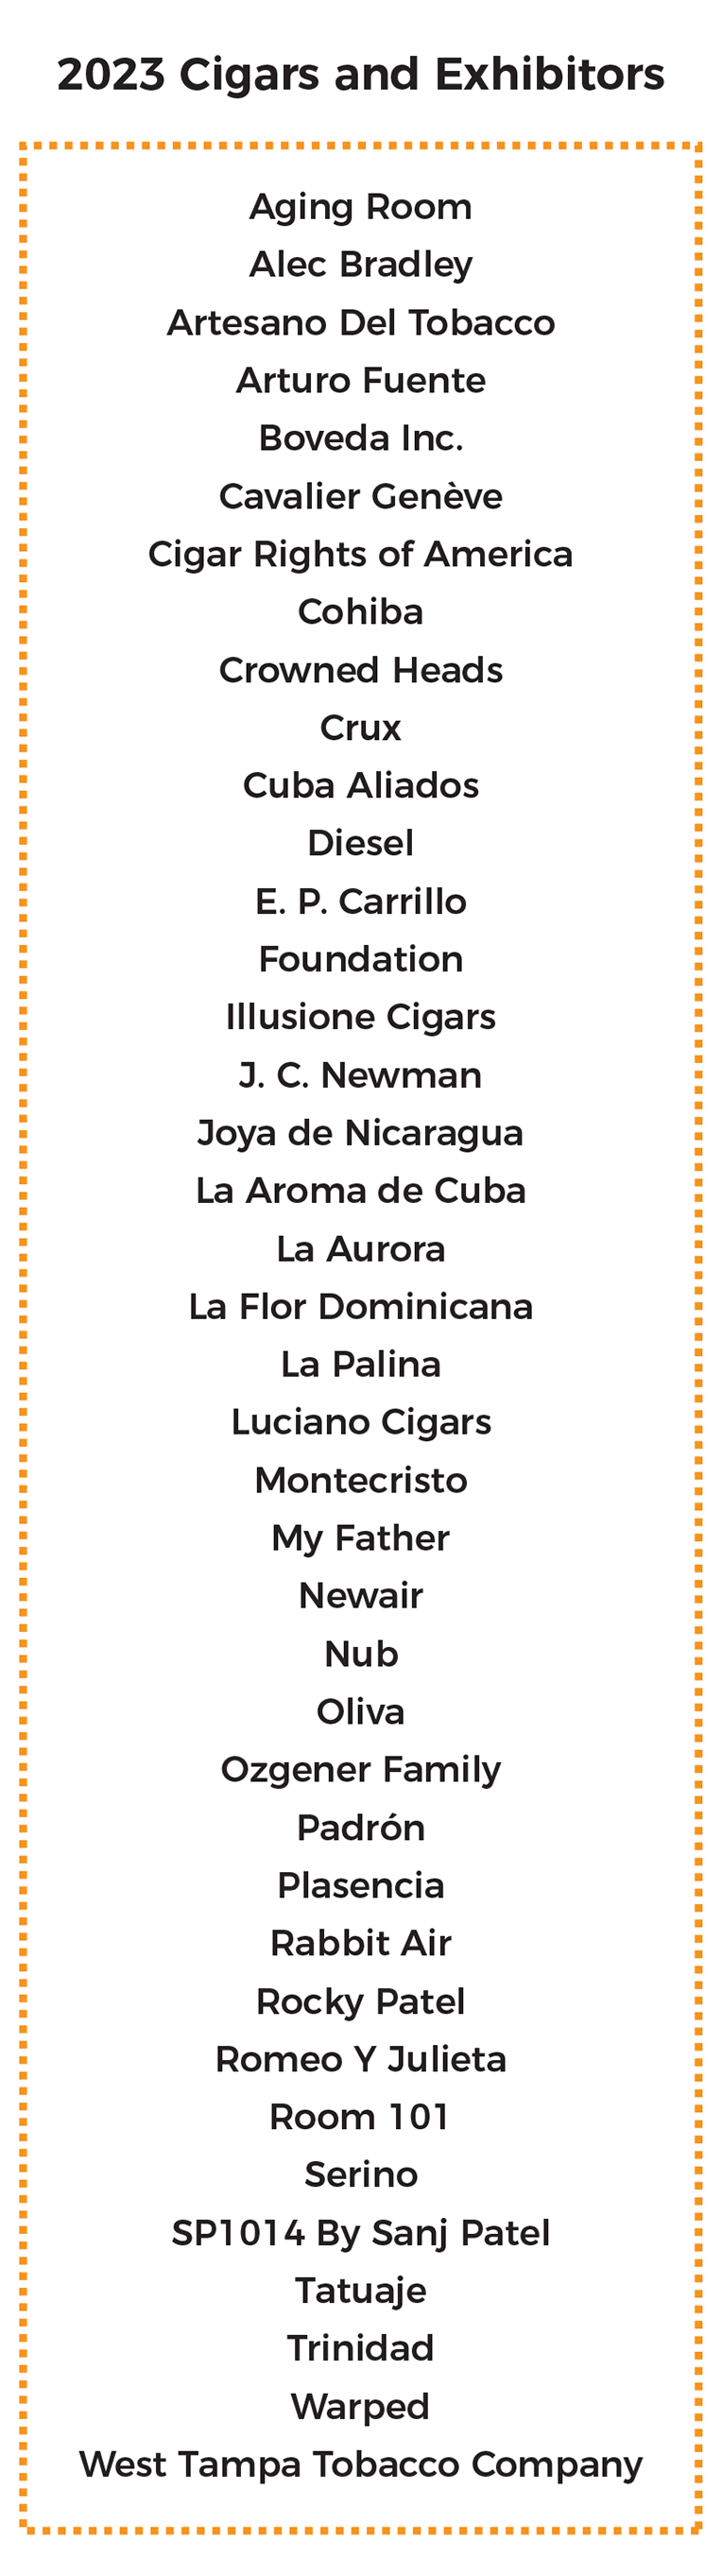 2023 Cigars and Exhibitors
Aging Room
Alec Bradley
Artesano Del Tobacco
Arturo Fuente
Boveda Inc.
Cavalier Genève
Cigar Rights of America
Cohiba
Crowned Heads
Crux
Cuba Aliados
Diesel
E. P. Carrillo
Foundation
Illusione Cigars
J. C. Newman
Joya de Nicaragua
La Aroma de Cuba
La Aurora
La Flor Dominicana
La Palina
Luciano Cigars
Montecristo
My Father
Newair
Nub
Oliva
Ozgener Family
Padrón
Plasencia
Rabbit Air
Rocky Patel
Romeo Y Julieta
Room 101
Serino
SP1014 By Sanj Patel
Tatuaje
Trinidad
Warped
West Tampa Tobacco Company